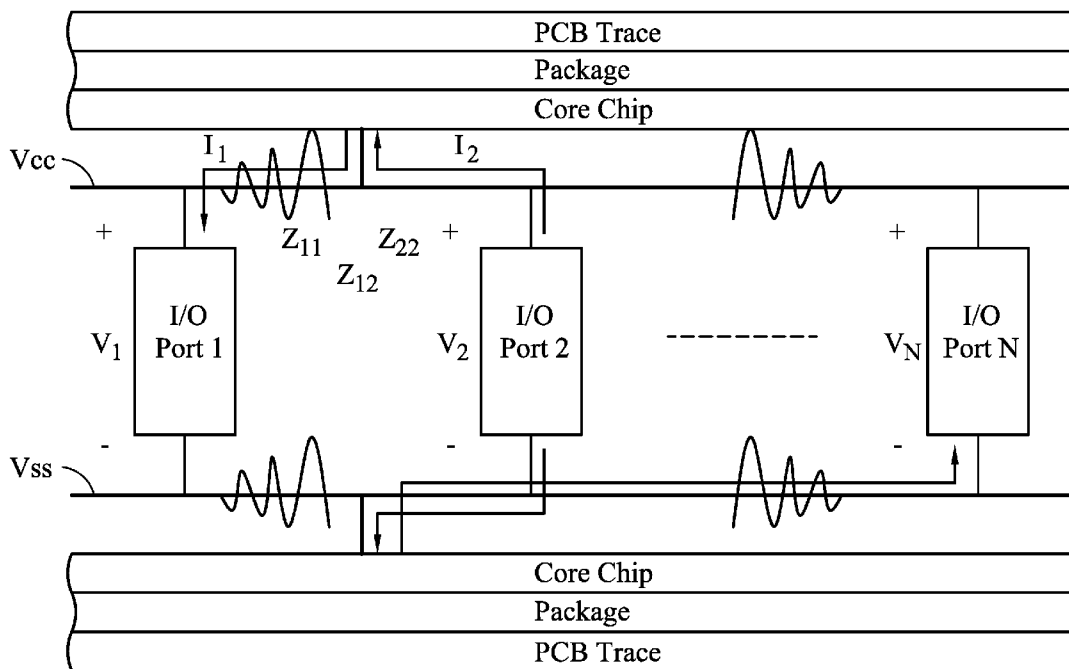 PCB Trace
Package
Core Chip
Vcc
I1
I2
+
Z11
Z22
+
+
Z12
V1
I/O
Port 1
V2
I/O
Port 2
VN
I/O
Port N
-
-
-
Vss
Core Chip
Package
PCB Trace